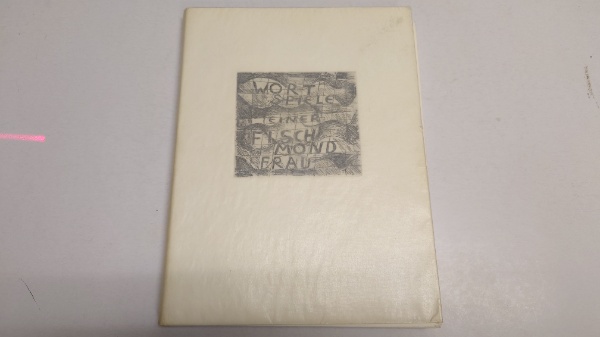 WORT
SPIELE
EINER
FISCH
MOND
FRAU